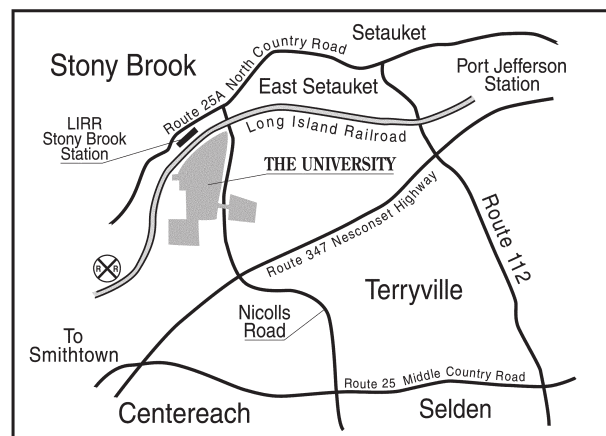 Setauket
Stony Brook
Route 25A North Country Road
Port Jefferson
Station
East Setauket
LIRR
Stony Brook
Station
Long Island Railroad
THE UNIVERSITY
R R
Route 347 Nesconset Highway
Route 112
Terryville
Nicolls
Road
To
Smithtown
Route 25 Middle Country Road
Centereach
Selden